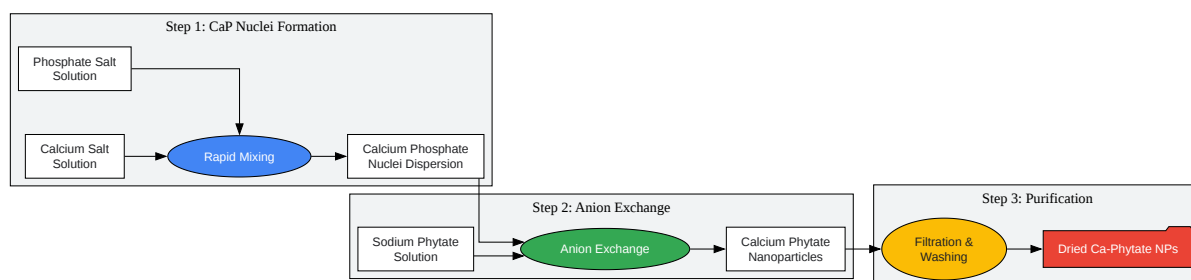 Step 1: CaP Nuclei Formation
Phosphate Salt
Solution
Calcium Salt
Solution
Rapid Mixing
Calcium Phosphate
Nuclei Dispersion
Step 2: Anion Exchange
Sodium Phytate
Solution
Anion Exchange
Calcium Phytate
Nanoparticles
Step 3: Purification
Filtration &
Washing
Dried Ca-Phytate NPs